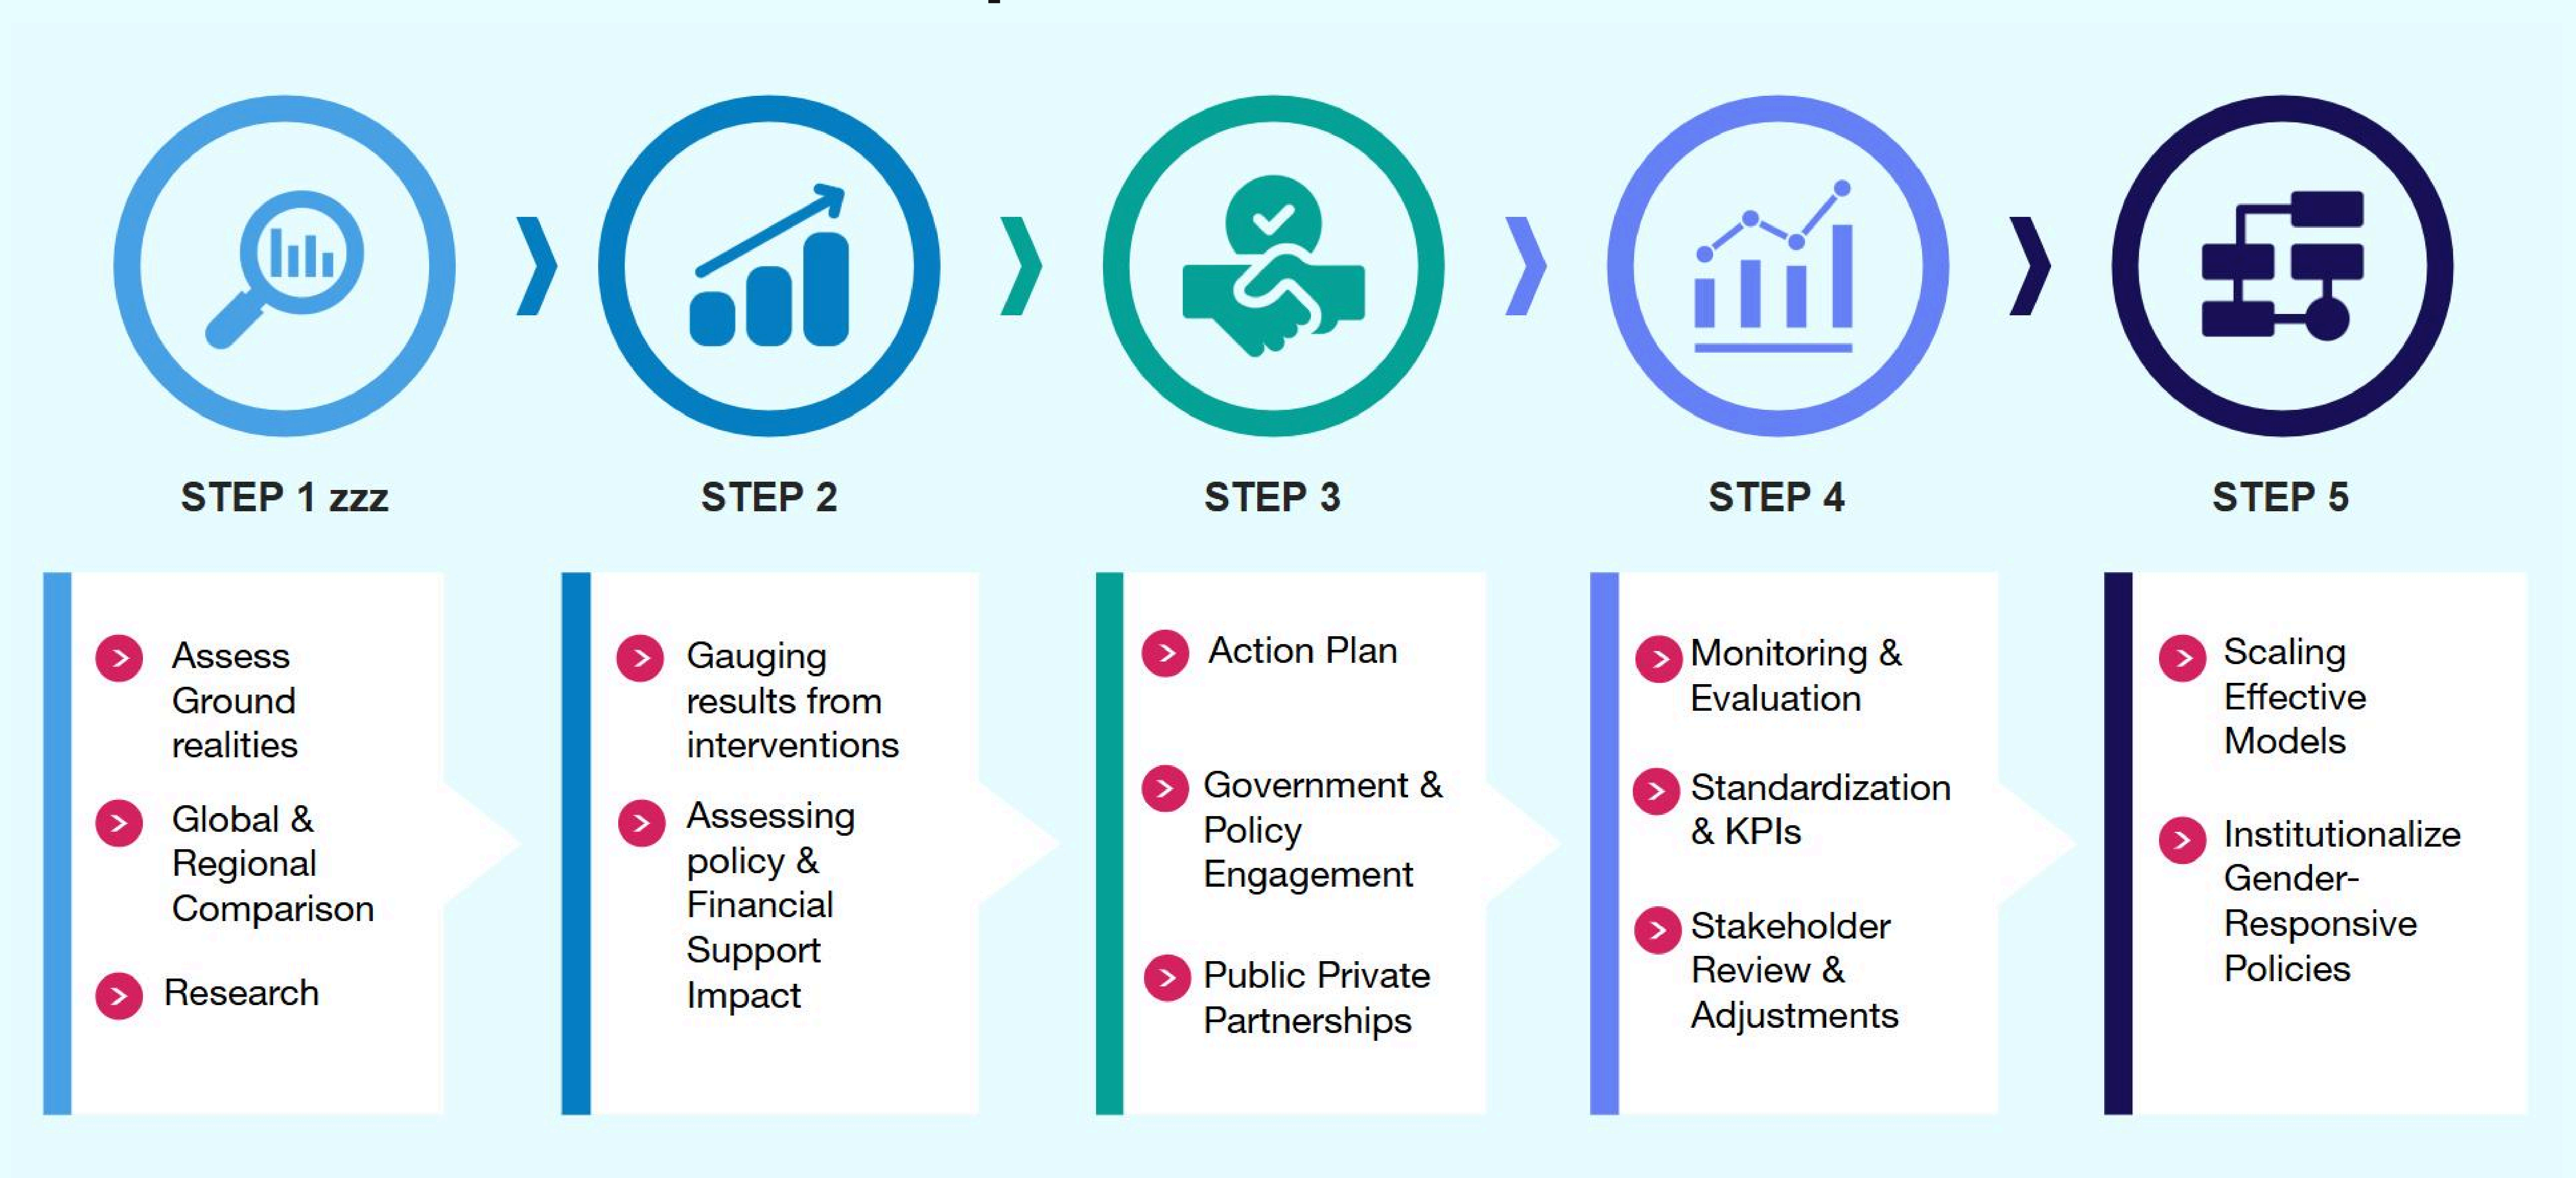 STEP 1 zzz
Assess
Ground
realities
Global &
Regional
Comparison
Research
STEP 2
Gauging
results from
interventions
Assessing
policy &
Financial
Support
Impact
STEP 3
Action Plan
Government &
Policy
Engagement
Public Private
Partnerships
STEP 4
Monitoring &
Evaluation
Standardization
& KPIs
Stakeholder
Review &
Adjustments
STEP 5
Scaling
Effective
Models
Institutionalize
Gender-
Responsive
Policies